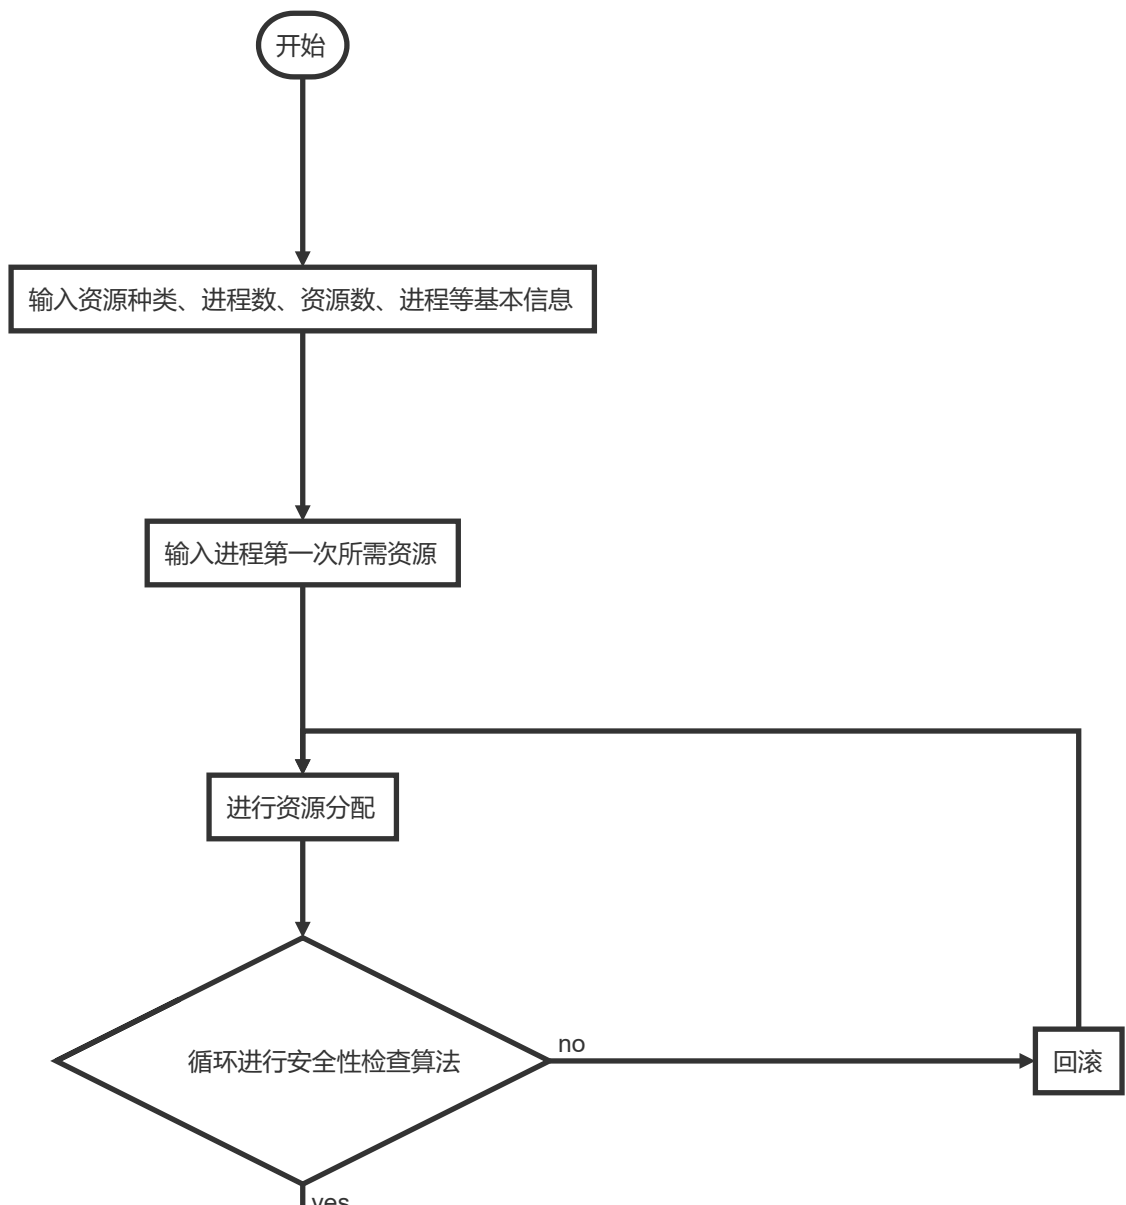 开始
输入资源种类、进程数、资源数、进程等基本信息
输入进程第一次所需资源
进行资源分配
循环进行安全性检查算法
no
回滚
yes